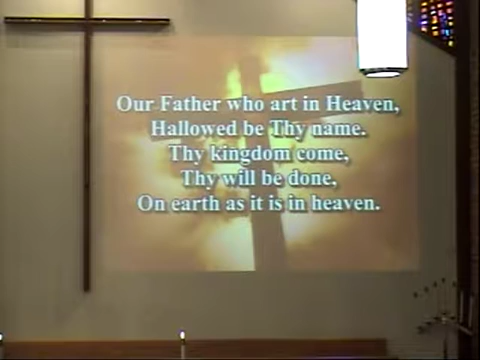 Our Father who art in Heaven,
Hallowed be Thy name.
Thy kingdom come,
Thy will be done,
On earth as it is in heaven.